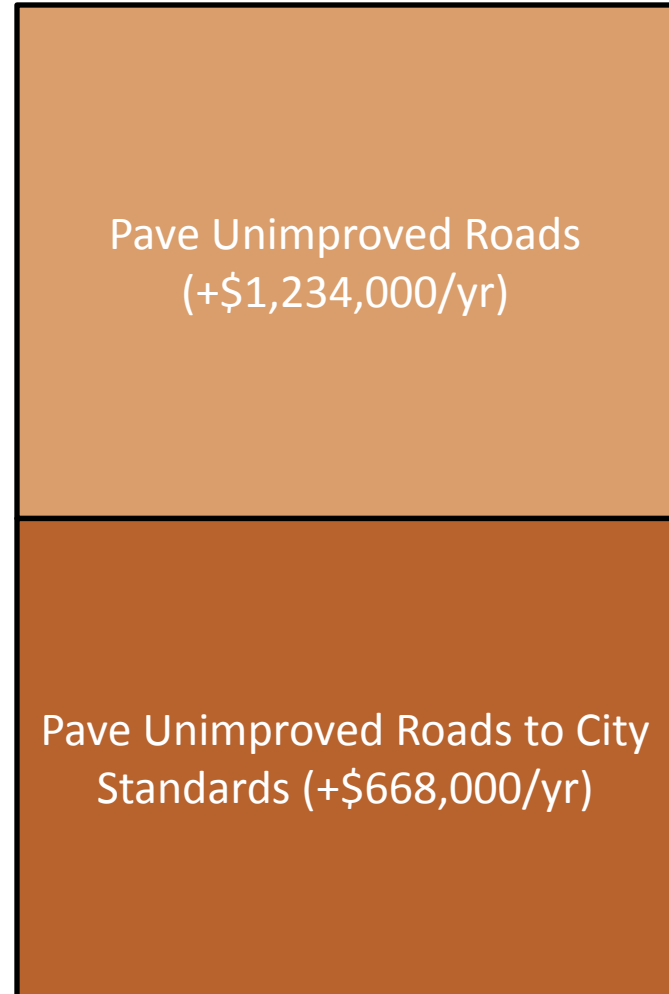 Pave Unimproved Roads
(+$1,234,000/yr)
Pave Unimproved Roads to City
Standards (+$668,000/yr)